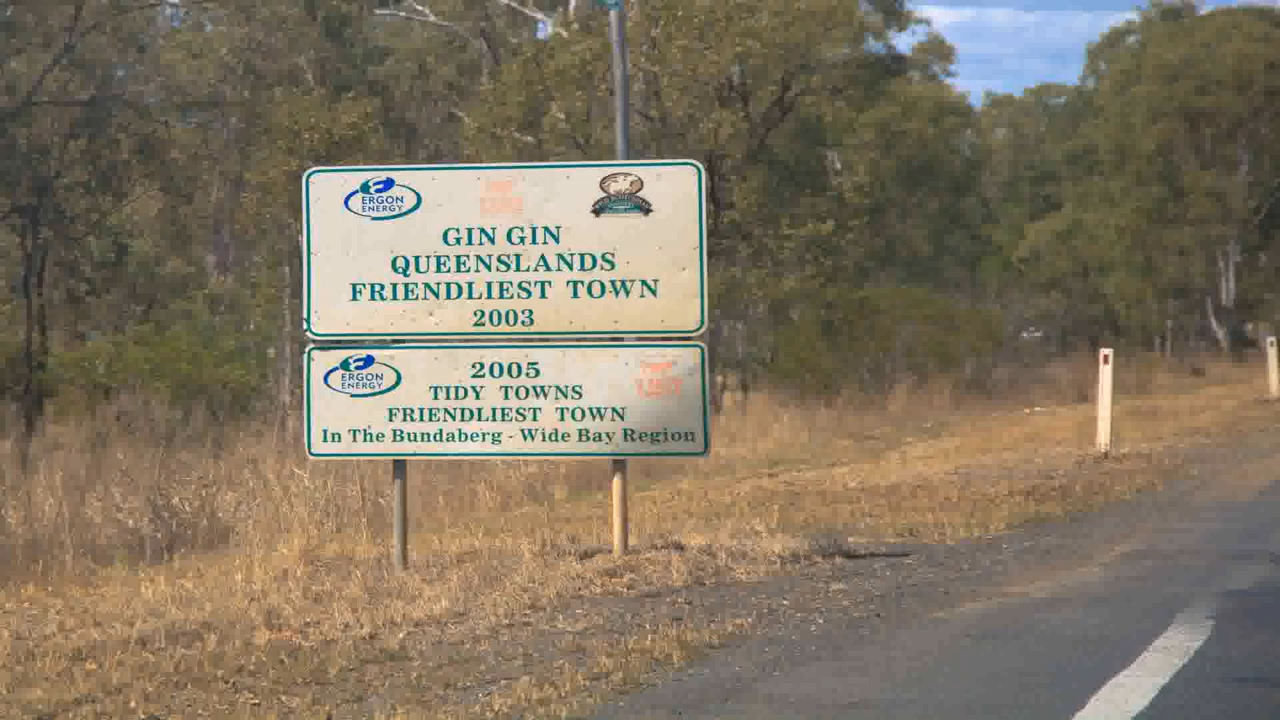 ERGON
ENERGY
GIN GIN
QUEENSLANDS
FRIENDLIEST TOWN
2003
ERGON
ENERGY
2005
TIDY TOWNS
FRIENDLIEST TOWN
In The Bundaberg - Wide Bay Region